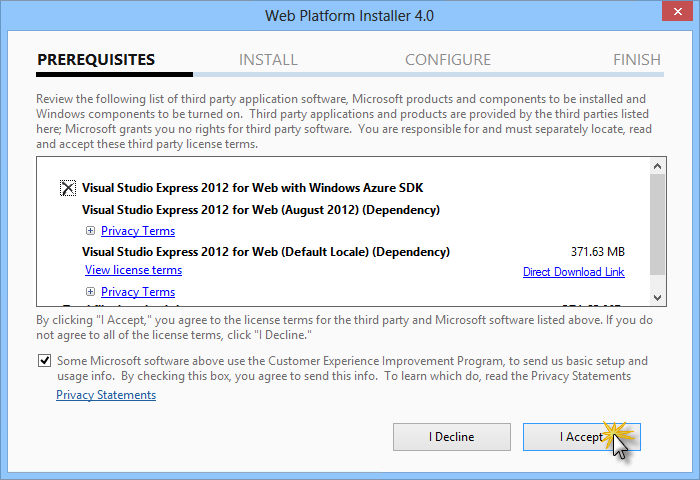 Web Platform Installer 4.0
PREREQUISITES INSTALL CONFIGURE FINISH
Review the following list of third party application software, Microsoft products and components to be installed and
Windows components to be turned on. Third party applications and products are provided by the third parties listed
here; Microsoft grants you no rights for third party software. You are responsible for and must separately locate, read
and accept these third party license terms.
Visual Studio Express 2012 for Web with Windows Azure SDK
Visual Studio Express 2012 for Web (August 2012) (Dependency)
Privacy Terms
Visual Studio Express 2012 for Web (Default Locale) (Dependency) 371.63 MB
View license terms Direct Download Link
Privacy Terms
By clicking "I Accept," you agree to the license terms for the third party and Microsoft software listed above. If you do
not agree to all of the license terms, click "I Decline."
Some Microsoft software above use the Customer Experience Improvement Program, to send us basic setup and
usage info. By checking this box, you agree to send this info. To learn which do, read the Privacy Statements
Privacy Statements
I Decline I Accept